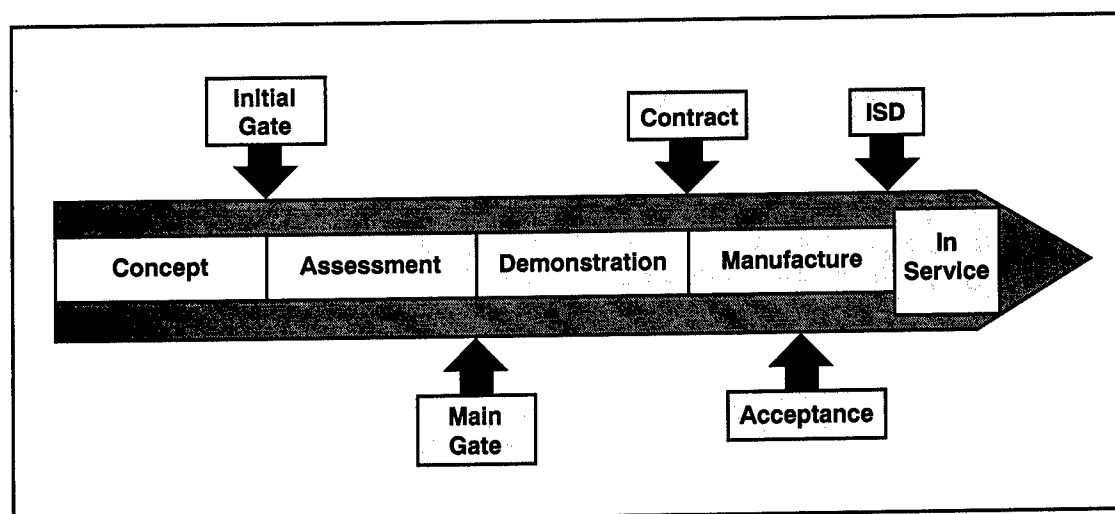 Initial
Gate
Contract
ISD
Concept
Assessment
Demonstration
Manufacture
In
Service
Main
Gate
Acceptance